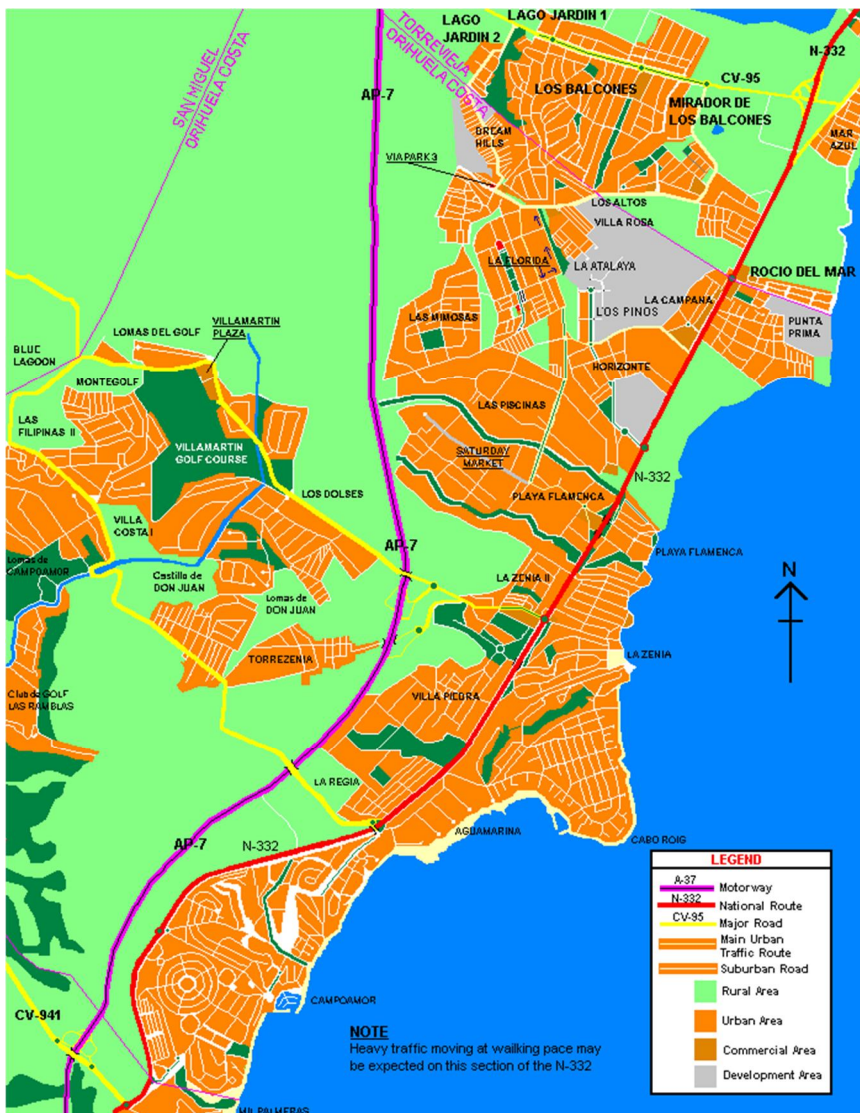 LAGO JARDIN 1
LAGO
JARDIN 2
N-332
TORREVIEJA
ORIHUELA COSTA
SAN MIGUEL
ORIHUELA COSTA
CV-95
AP-7
LOS BALCONES
MIRADOR DE
LOS BALCONES
DREAM
HILLS
MAR
AZUL
VIAPARK3
LOS ALTOS
VILLA ROSA
LA FLORIDA
LA ATALAYA
ROCIO DEL MAR
LA CAMPANA
LOS PINOS
PUNTA
PRIMA
VILLAMARTIN
PLAZA
LOMAS DEL GOLF
LAS MIMOSAS
BLUE
LAGOON
HORIZONTE
MONTEGOLF
LAS PISCINAS
LAS
FILIPINAS II
VILLAMARTIN
GOLF COURSE
SATURDAY
MARKET
N-332
LOS DOLSES
PLAYA FLAMENCA
VILLA
COSTA I
AP-7
PLAYA FLAMENCA
Lomas de
CAMPOAMOR
Castilla de
DON JUAN
LA ZENIA II
N
Lomas de
DON JUAN
TORREZENIA
LA ZENIA
Club de GOLF
LAS RAMBLAS
VILLA PIEDRA
LA REGIA
AGUAMARINA
AP-7
N-332
CABO ROIG
LEGEND
A-37
Motorway
N-332
National Route
CV-95
Major Road
Main Urban
Traffic Route
Suburban Road
Rural Area
Urban Area
Commercial Area
Development Area
CAMPOAMOR
CV-941
NOTE
Heavy traffic moving at wailking pace may
be expected on this section of the N-332
MIL PALMERAS